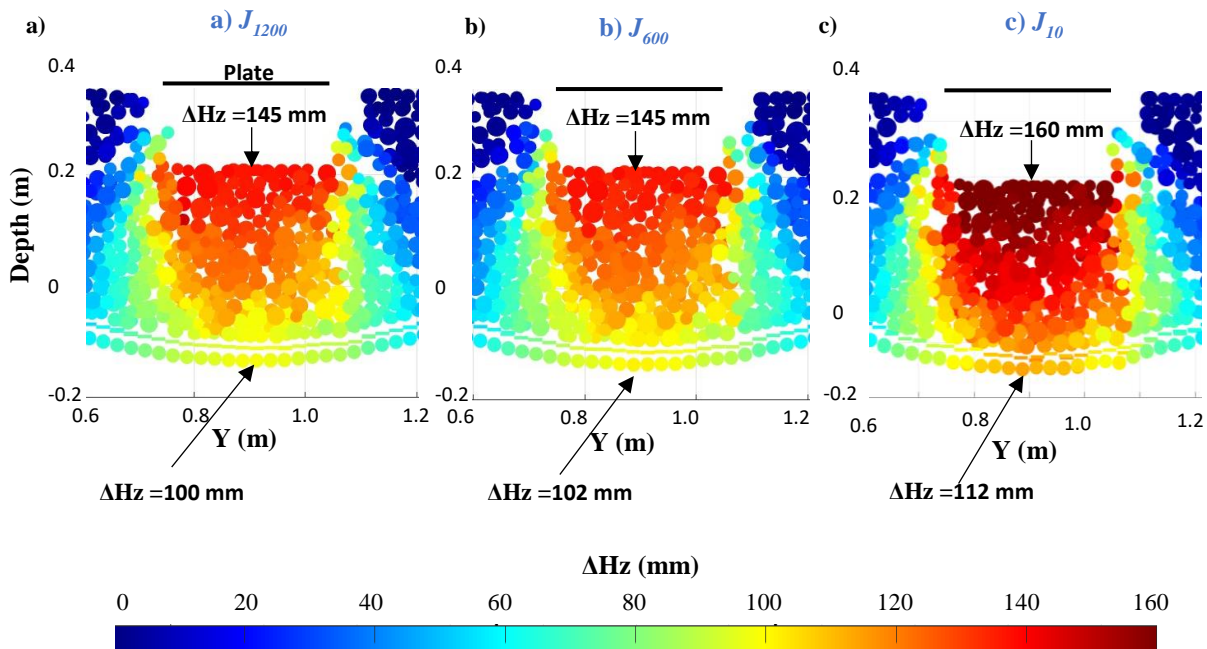 a) a) J1200
b) b) J600
c) c) J10
0.4
Plate
ΔHz =145 mm
0.2
Depth (m)
0
-0.2
0.6 0.8 1.0 1.2
Y (m)
ΔHz =100 mm
0.4
ΔHz =145 mm
0.2
0
-0.2
0.6 0.8 1.0 1.2
Y (m)
ΔHz =102 mm
0.4
ΔHz =160 mm
0.2
0
-0.2
0.6 0.8 1.0 1.2
Y (m)
ΔHz =112 mm
ΔHz (mm)
0 20 40 60 80 100 120 140 160